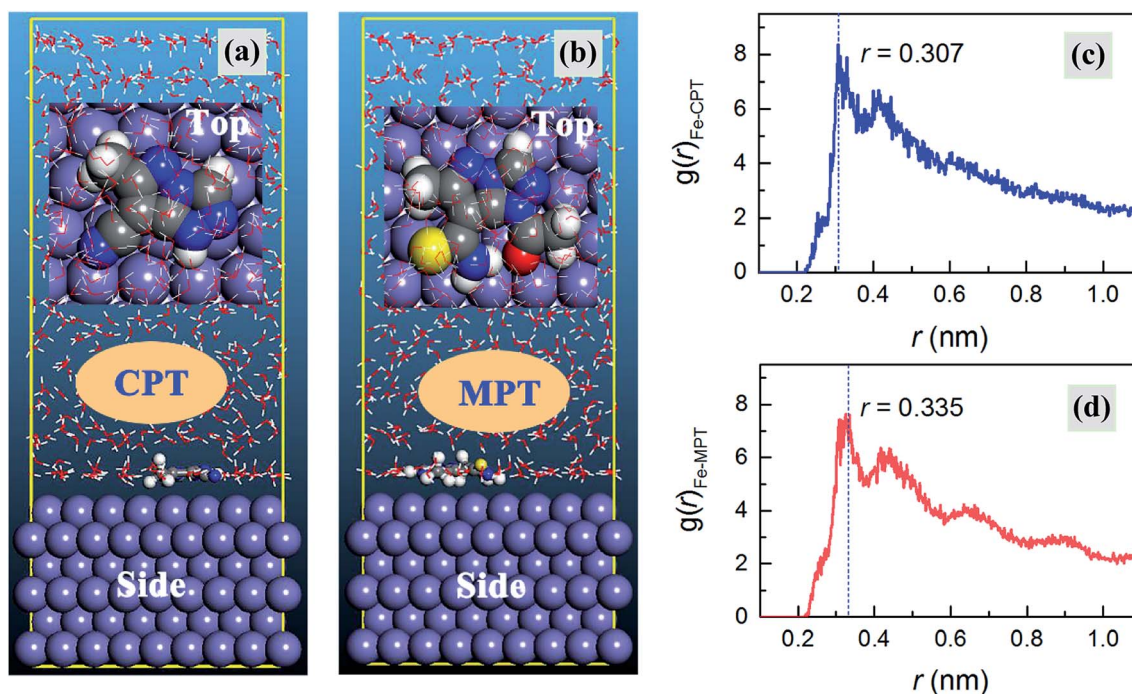 (a)
Top
CPT
Side.
(b)
Top
MPT
Side
(c)
r = 0.307
g(r)Fe-CPT
8
6
4
2
0
0.2 0.4 0.6 0.8 1.0
r (nm)
(d)
r = 0.335
g(r)Fe-MPT
8
6
4
2
0
0.2 0.4 0.6 0.8 1.0
r (nm)